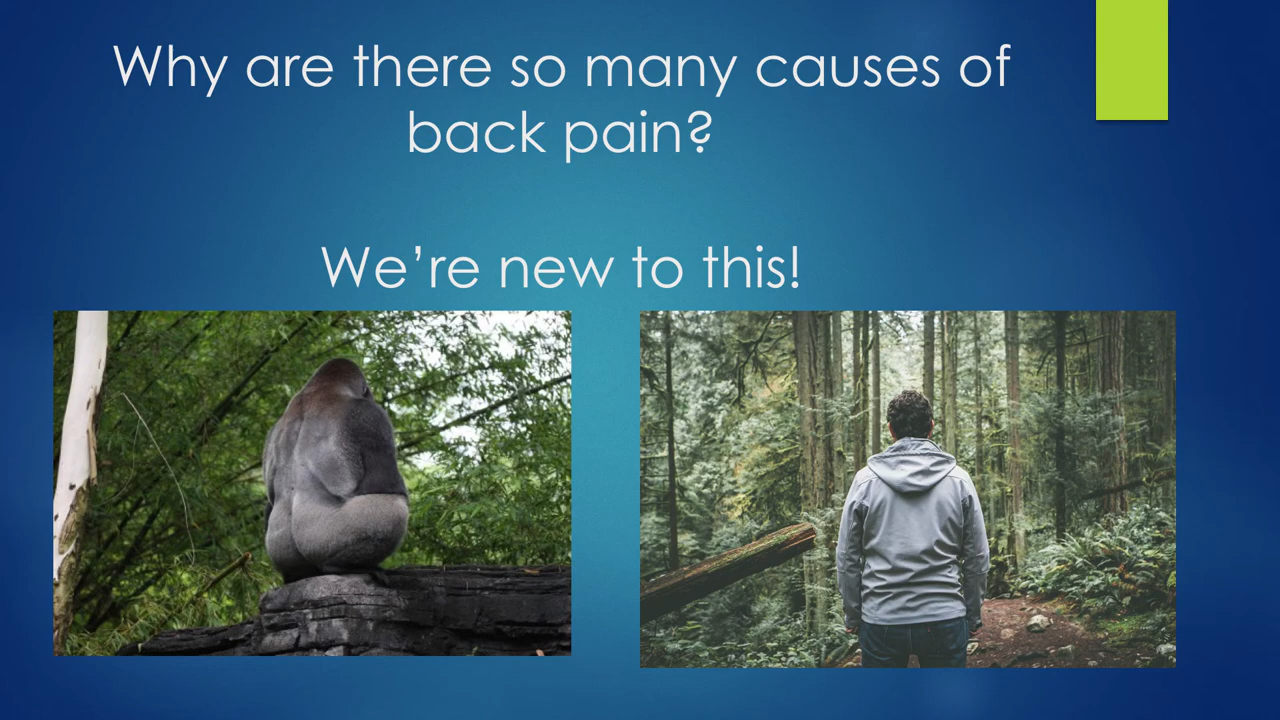 Why are there so many causes of
back pain?
We’re new to this!